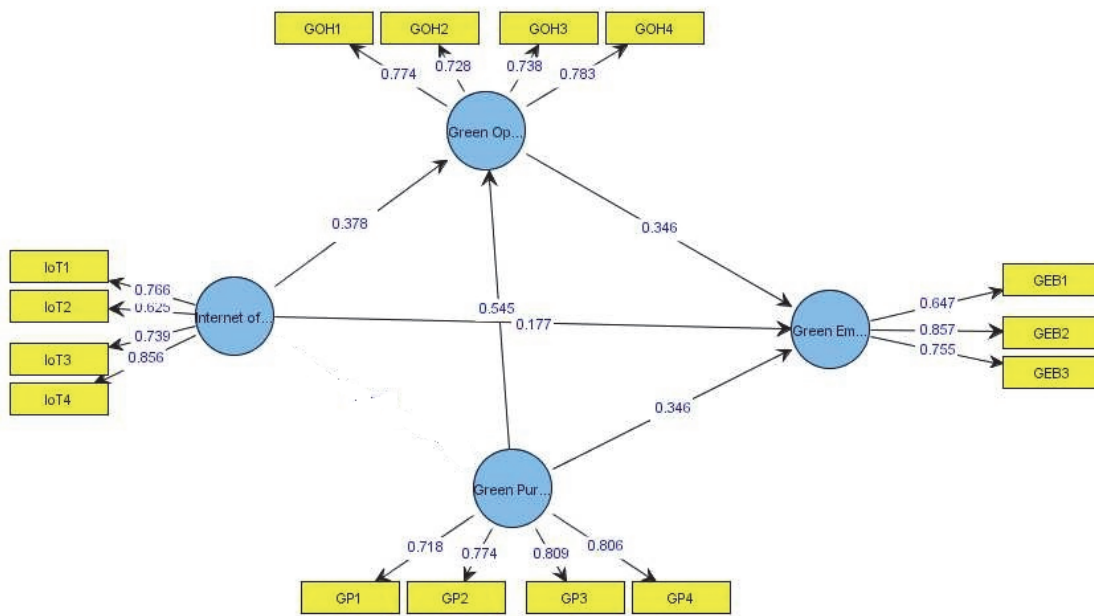 GOH1
GOH2
GOH3
GOH4
0.774
0.728
0.738
0.783
Green Op...
0.378
0.346
IoT1
IoT2
IoT3
IoT4
0.766
0.625
0.739
0.856
Internet of...
0.545
0.177
Green Em...
0.647
0.857
0.755
GEB1
GEB2
GEB3
0.346
Green Pur...
0.718
0.774
0.809
0.806
GP1
GP2
GP3
GP4